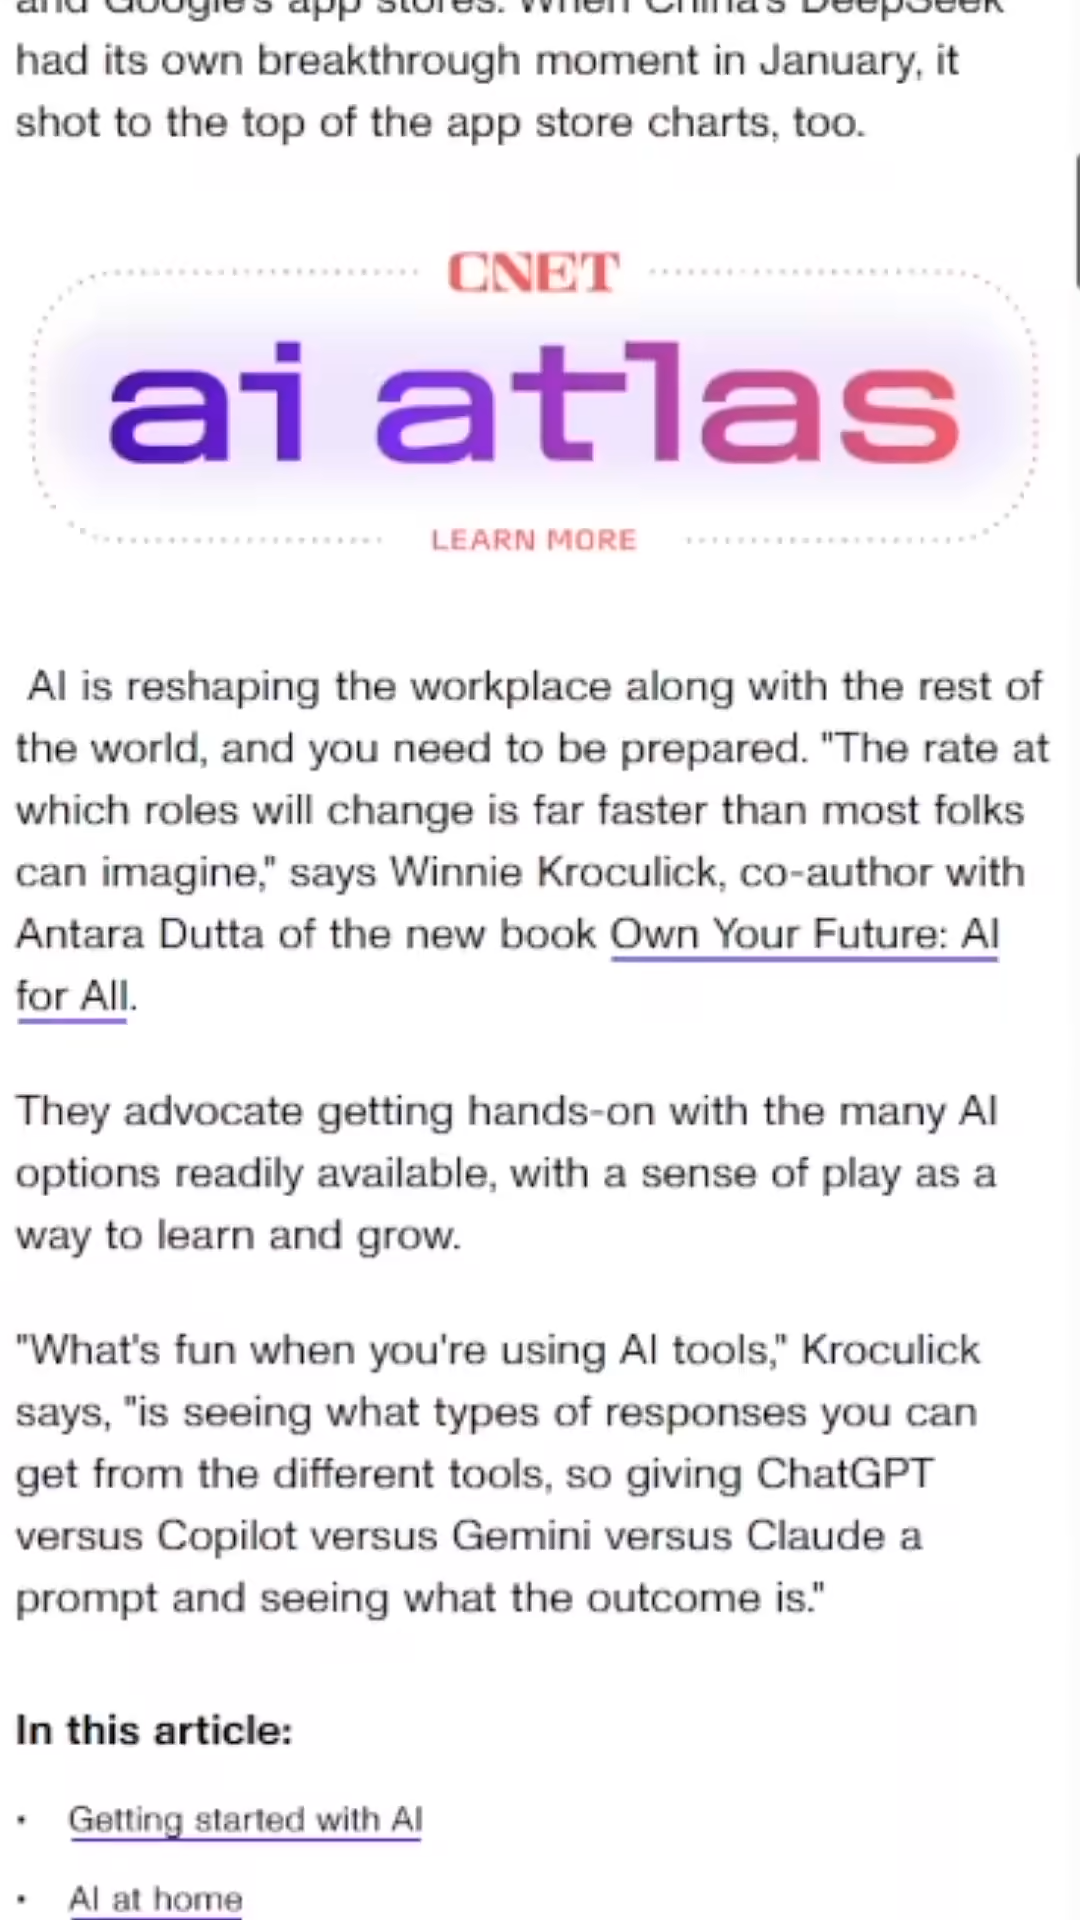 and Google's app stores. When China's DeepSeek
had its own breakthrough moment in January, it
shot to the top of the app store charts, too.
CNET
ai atlas
LEARN MORE
AI is reshaping the workplace along with the rest of
the world, and you need to be prepared. "The rate at
which roles will change is far faster than most folks
can imagine," says Winnie Kroculick, co-author with
Antara Dutta of the new book Own Your Future: AI
for All.
They advocate getting hands-on with the many AI
options readily available, with a sense of play as a
way to learn and grow.
"What's fun when you're using AI tools," Kroculick
says, "is seeing what types of responses you can
get from the different tools, so giving ChatGPT
versus Copilot versus Gemini versus Claude a
prompt and seeing what the outcome is."
In this article:
• Getting started with AI
• AI at home